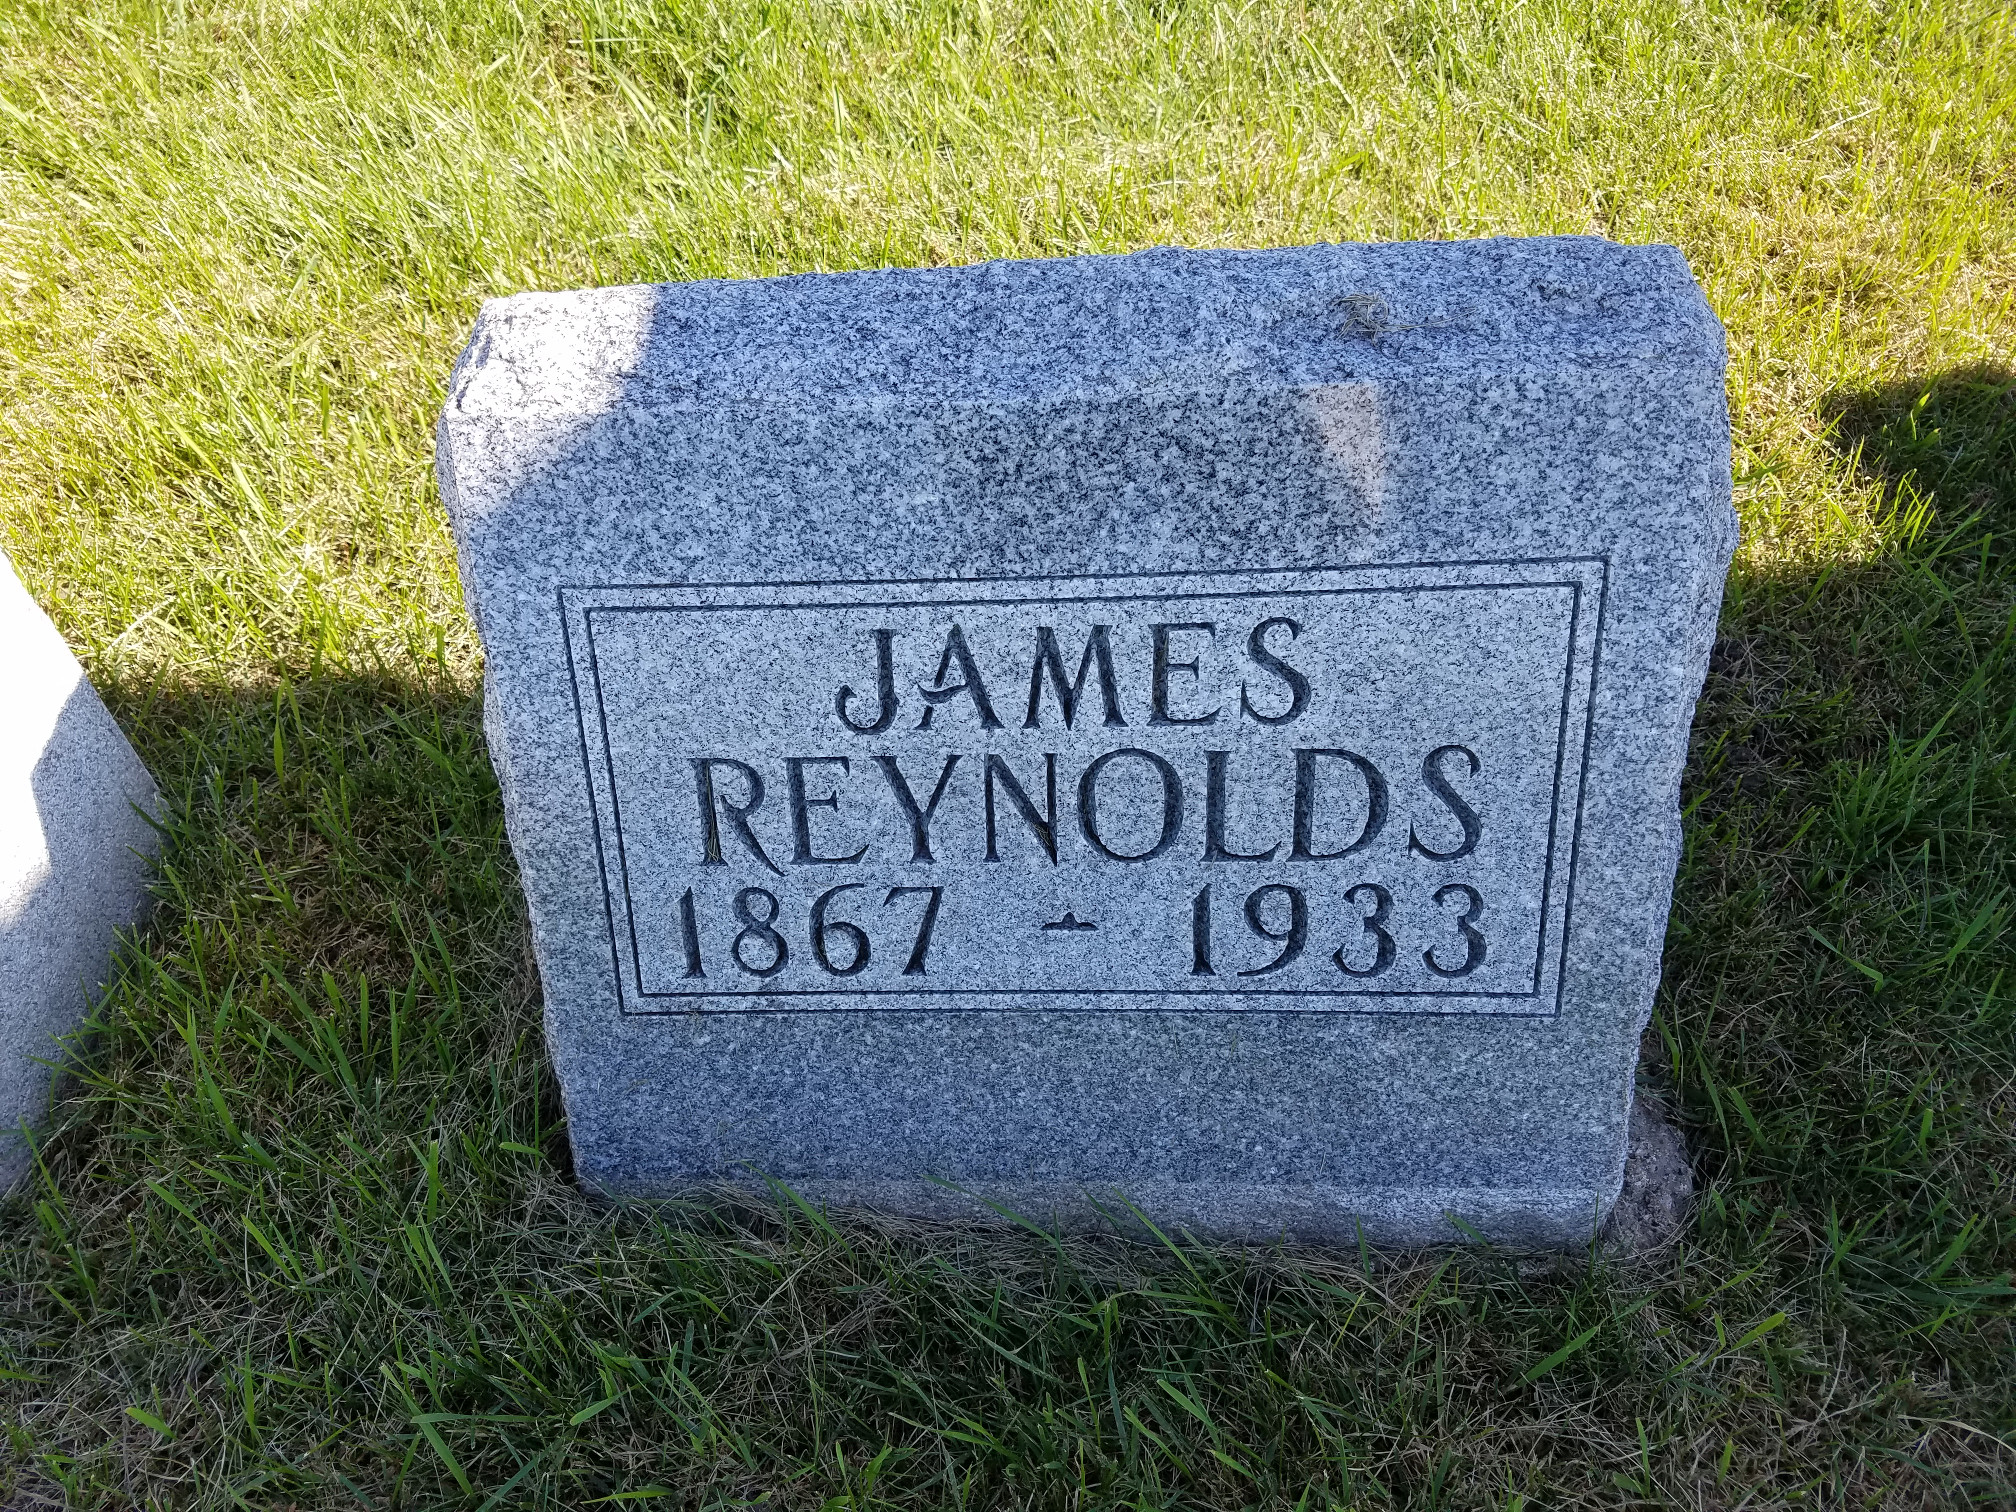 JAMES
REYNOLDS
1867 - 1933